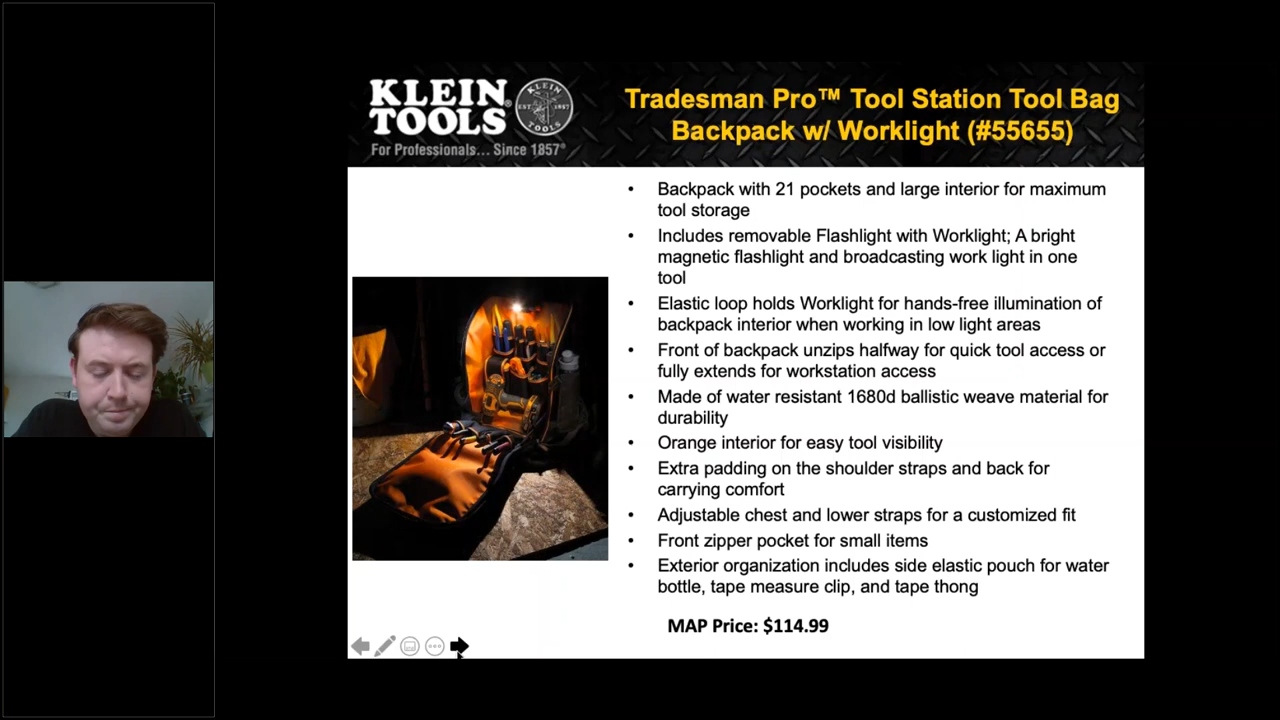 KLEIN
TOOLS®
KLEIN
EST. 1857
TOOLS
For Professionals... Since 1857®
Tradesman Pro™ Tool Station Tool Bag
Backpack w/ Worklight (#55655)
• Backpack with 21 pockets and large interior for maximum
tool storage
• Includes removable Flashlight with Worklight; A bright
magnetic flashlight and broadcasting work light in one
tool
• Elastic loop holds Worklight for hands-free illumination of
backpack interior when working in low light areas
• Front of backpack unzips halfway for quick tool access or
fully extends for workstation access
• Made of water resistant 1680d ballistic weave material for
durability
• Orange interior for easy tool visibility
• Extra padding on the shoulder straps and back for
carrying comfort
• Adjustable chest and lower straps for a customized fit
• Front zipper pocket for small items
• Exterior organization includes side elastic pouch for water
bottle, tape measure clip, and tape thong
MAP Price: $114.99